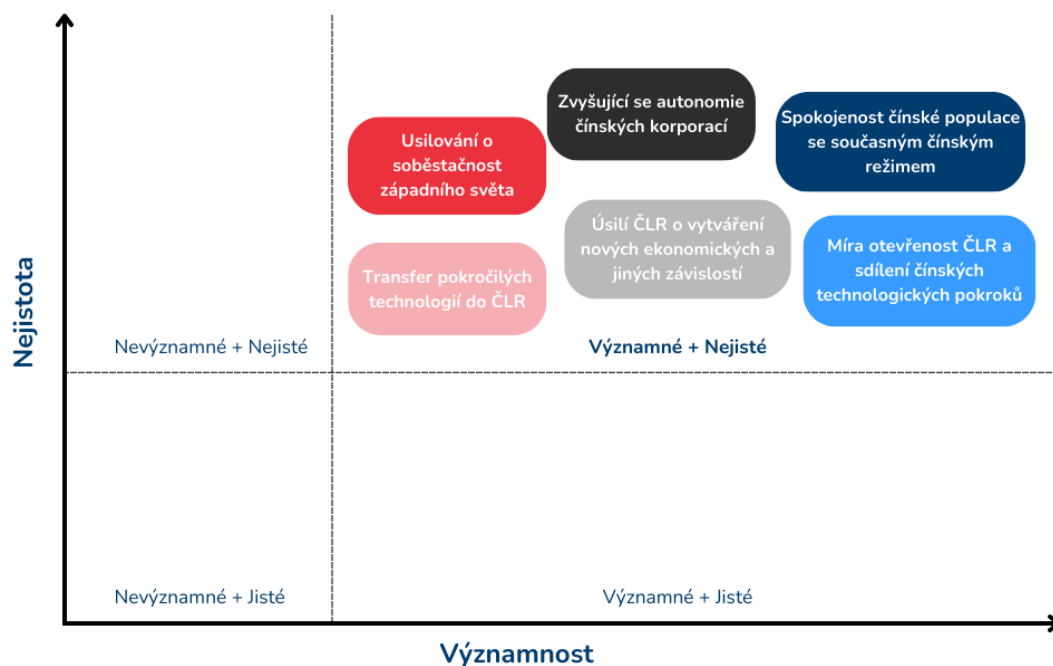 Zvyšující se autonomie
čínských korporací
Spokojenost čínské populace
se současným čínským
režimem
Usilování o
soběstačnost
západního světa
Úsilí ČLR o vytváření
nových ekonomických a
jiných závislostí
Míra otevřenost ČLR a
sdílení čínských
technologických pokroků
Transfer pokročilých
technologií do ČLR
Nejistota
Nevýznamné + Nejisté
Významné + Nejisté
Nevýznamné + Jisté
Významné + Jisté
Významnost